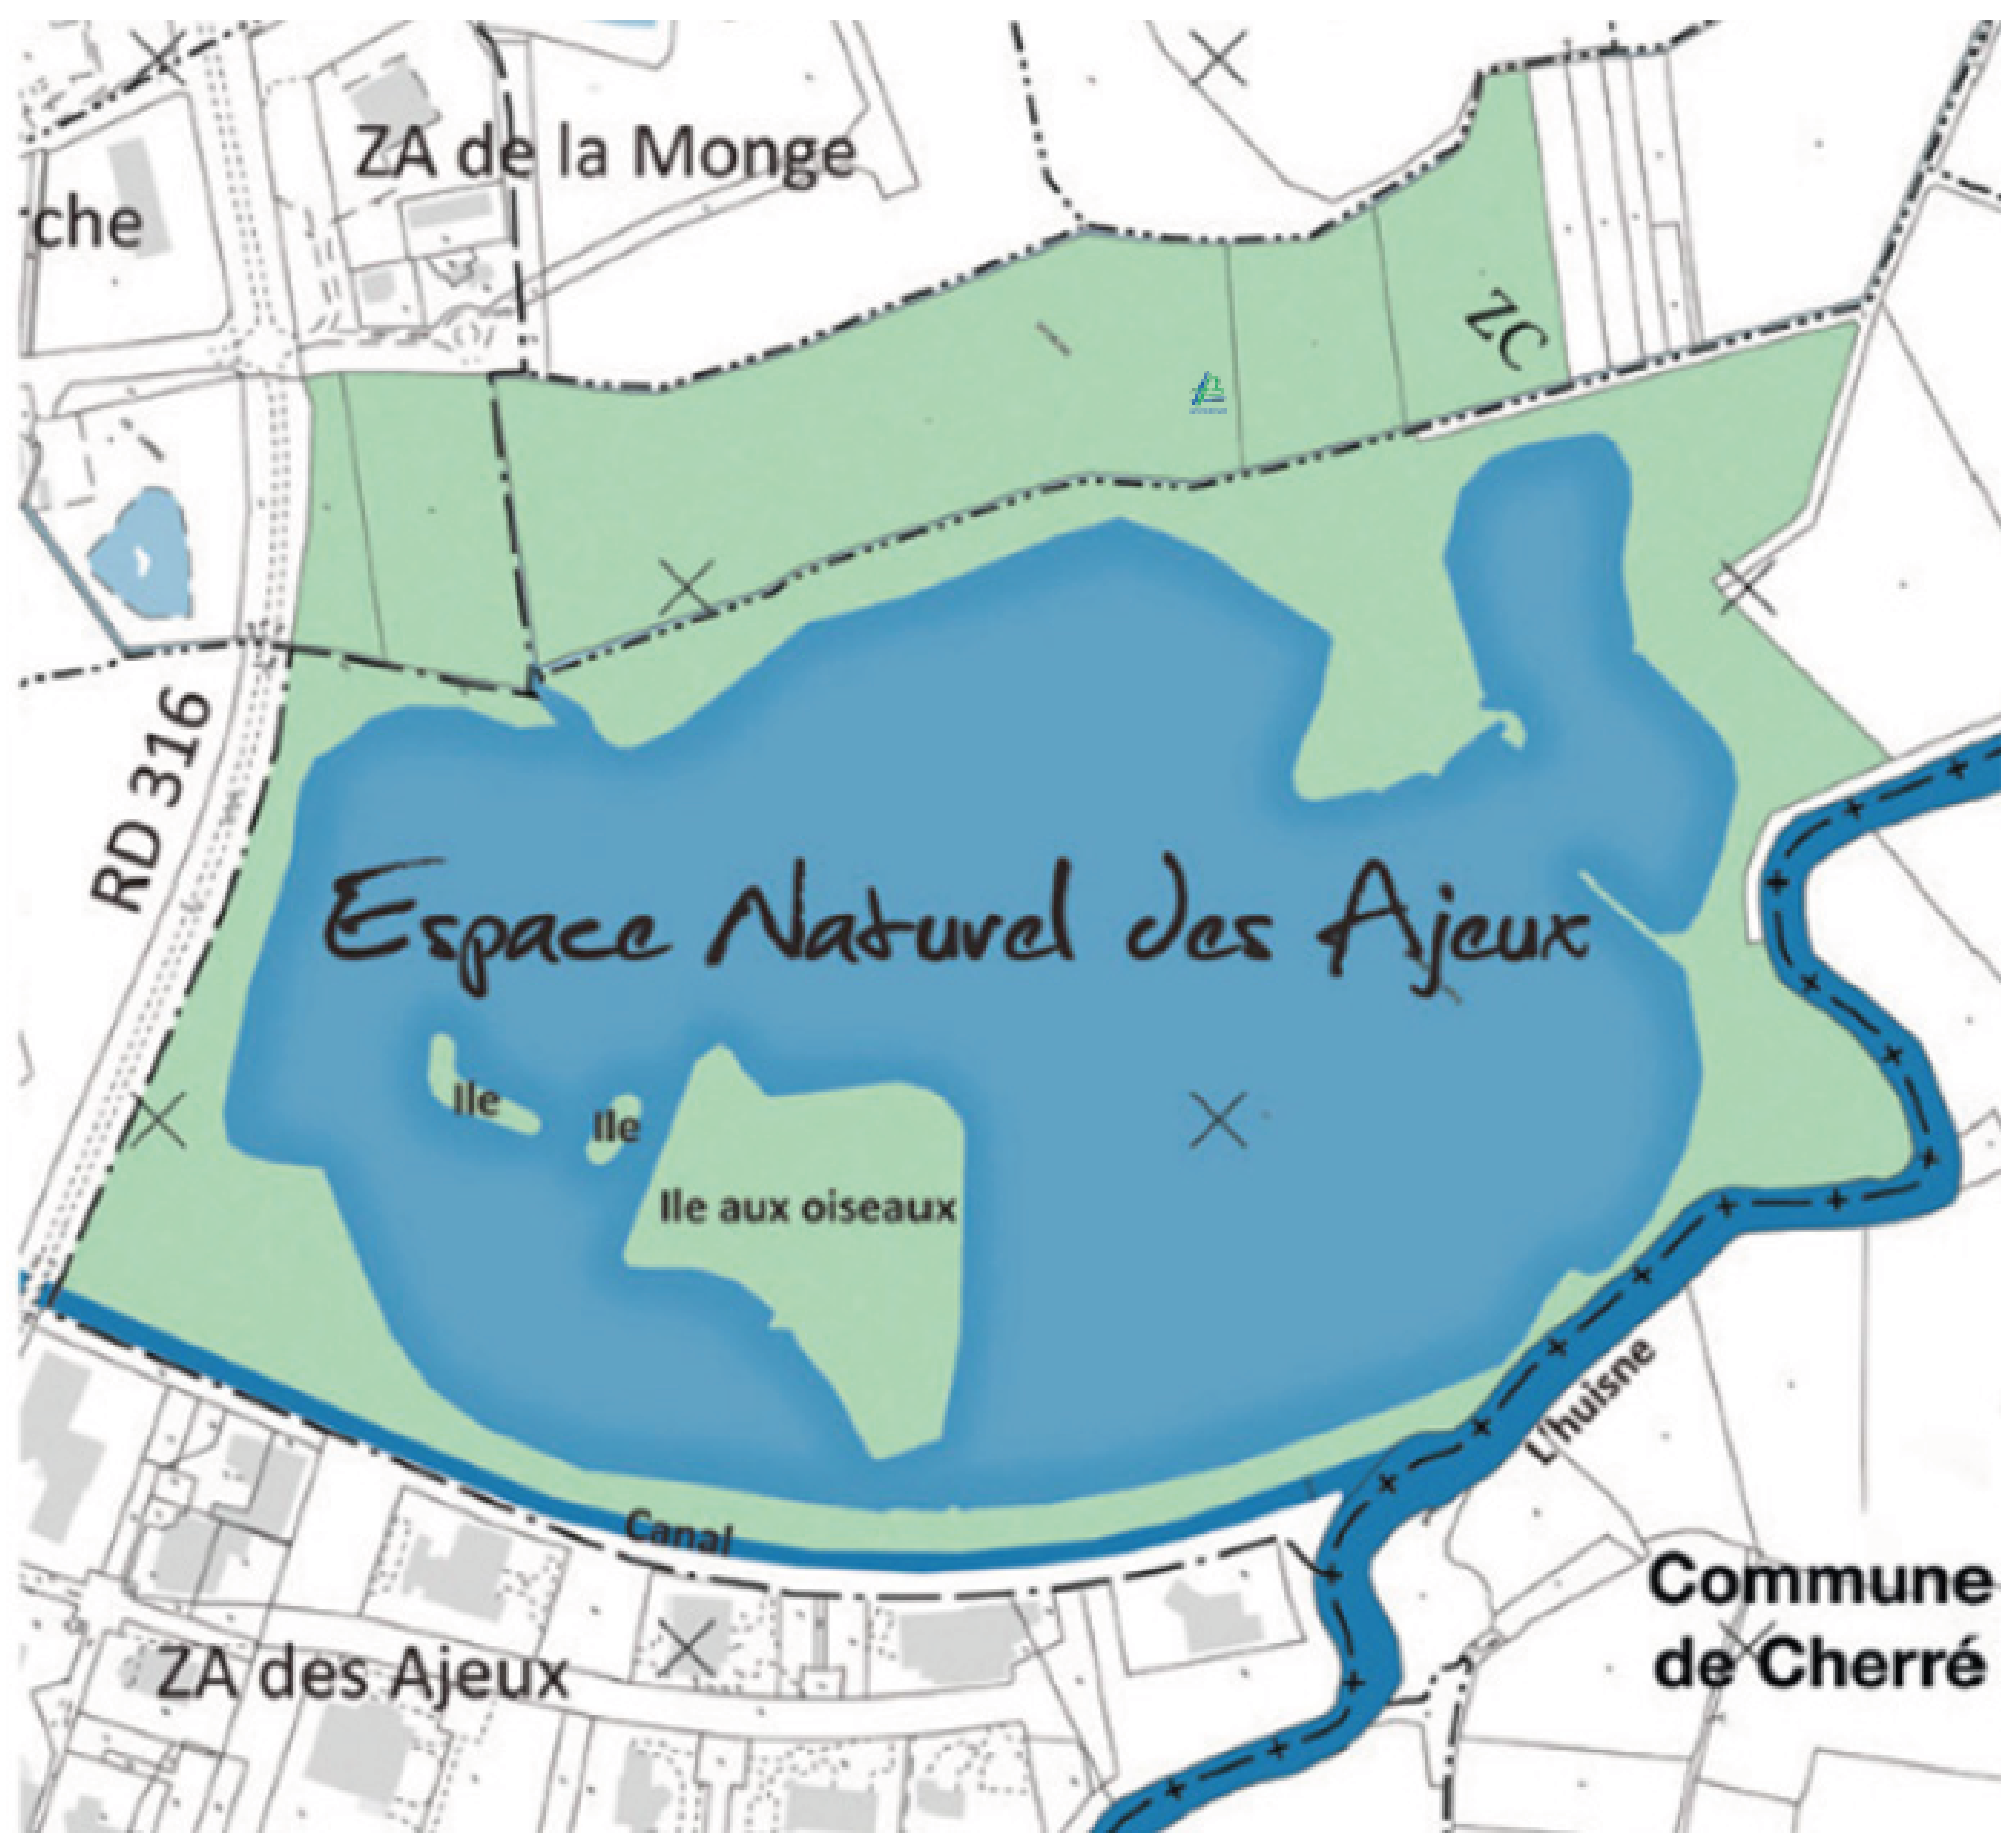 ZA de la Monge
che
ZC
RD 316
Espace Naturel des Ajeux
Ile
Ile
Ile aux oiseaux
L'huisne
Canal
Commune
de Cherré
ZA des Ajeux